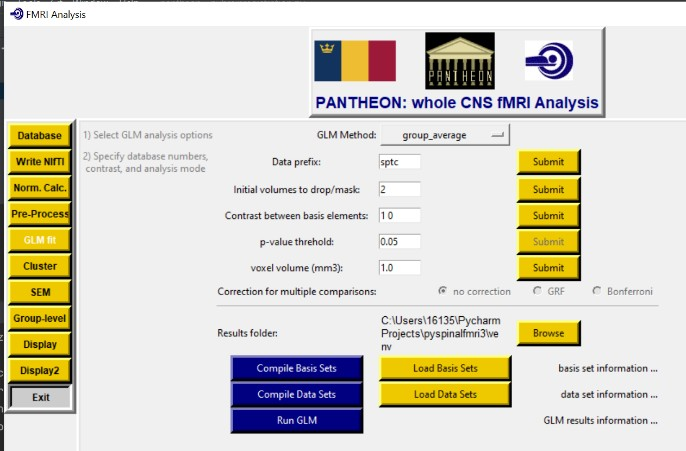 FMRI Analysis
PANTHEON
PANTHEON: whole CNS fMRI Analysis
Database
Write NIfTI
Norm. Calc.
Pre-Process
GLM fit
Cluster
SEM
Group-level
Display
Display2
Exit
1) Select GLM analysis options
2) Specify database numbers,
contrast, and analysis mode
GLM Method: group_average
Data prefix: sptc Submit
Initial volumes to drop/mask: 2 Submit
Contrast between basis elements: 1 0 Submit
p-value threhold: 0.05 Submit
voxel volume (mm3): 1.0 Submit
Correction for multiple comparisons: no correction GRF Bonferroni
Results folder:
C:\Users\16135\Pycharm
Projects\pyspinalfmri3\ve
nv
Browse
Compile Basis Sets Load Basis Sets basis set information ...
Compile Data Sets Load Data Sets data set information ...
Run GLM GLM results information ...